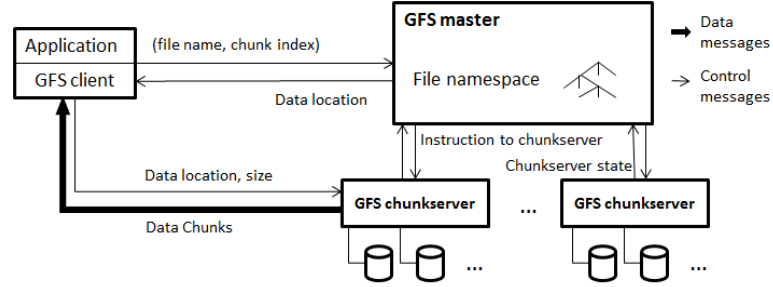 Application
GFS client
(file name, chunk index)
Data location
GFS master
File namespace
Data
messages
Control
messages
Instruction to chunkserver
Chunkserver state
Data location, size
Data Chunks
GFS chunkserver
...
GFS chunkserver
...
...